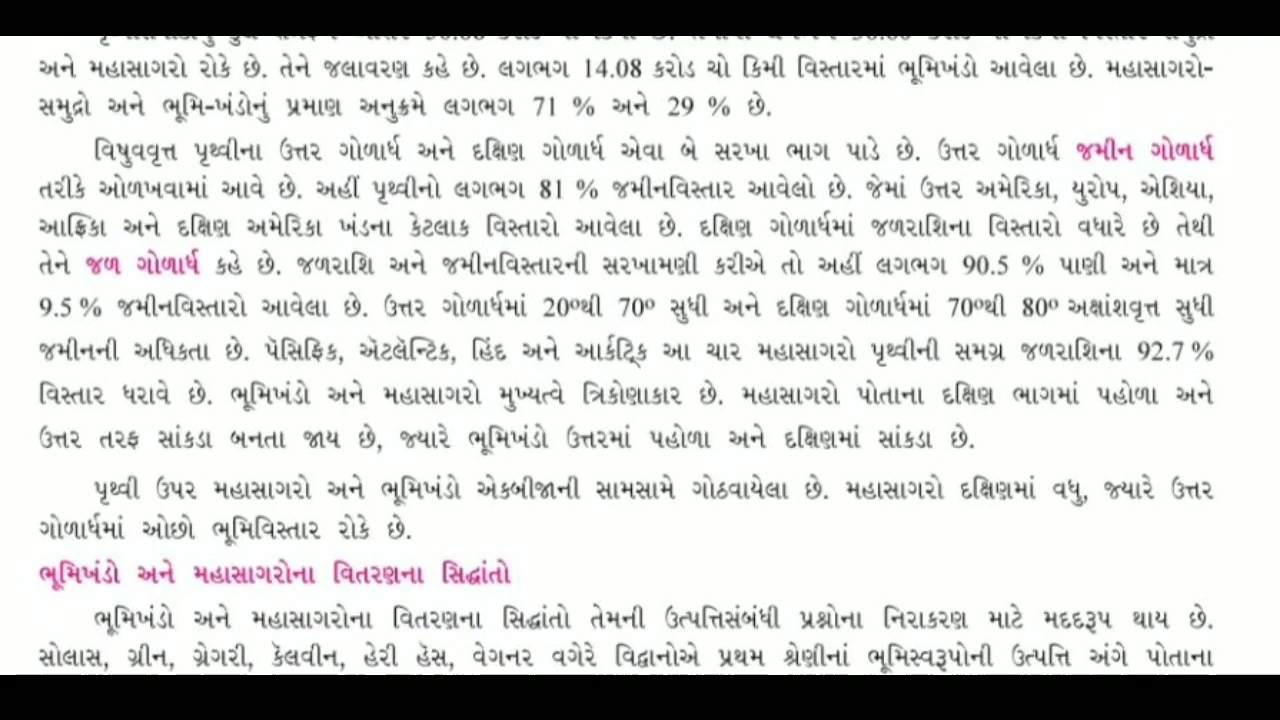 અને મહાસાગરો રોકે છે. તેને જલાવરણ કહે છે. લગભગ 14.08 કરોડ ચો કિમી વિસ્તારમાં ભૂમિખંડો આવેલા છે. મહાસાગરો-
સમુદ્રો અને ભૂમિ-ખંડોનું પ્રમાણ અનુક્રમે લગભગ 71 % અને 29 % છે.
વિષુવવૃત્ત પૃથ્વીના ઉત્તર ગોળાર્ધ અને દક્ષિણ ગોળાર્ધ એવા બે સરખા ભાગ પાડે છે. ઉત્તર ગોળાર્ધ જમીન ગોળાર્ધ
તરીકે ઓળખવામાં આવે છે. અહીં પૃથ્વીનો લગભગ 81 % જમીનવિસ્તાર આવેલો છે. જેમાં ઉત્તર અમેરિકા, યુરોપ, એશિયા,
આફ્રિકા અને દક્ષિણ અમેરિકા ખંડના કેટલાક વિસ્તારો આવેલા છે. દક્ષિણ ગોળાર્ધમાં જળરાશિના વિસ્તારો વધારે છે તેથી
તેને જળ ગોળાર્ધ કહે છે. જળરાશિ અને જમીનવિસ્તારની સરખામણી કરીએ તો અહીં લગભગ 90.5 % પાણી અને માત્ર
9.5 % જમીનવિસ્તારો આવેલા છે. ઉત્તર ગોળાર્ધમાં 20⁰થી 70⁰ સુધી અને દક્ષિણ ગોળાર્ધમાં 70⁰થી 80⁰ અક્ષાંશવૃત્ત સુધી
જમીનની અધિકતા છે. પૅસિફિક, ઍટલૅન્ટિક, હિંદ અને આર્કટ્રિક આ ચાર મહાસાગરો પૃથ્વીની સમગ્ર જળરાશિના 92.7 %
વિસ્તાર ધરાવે છે. ભૂમિખંડો અને મહાસાગરો મુખ્યત્વે ત્રિકોણાકાર છે. મહાસાગરો પોતાના દક્ષિણ ભાગમાં પહોળા અને
ઉત્તર તરફ સાંકડા બનતા જાય છે, જ્યારે ભૂમિખંડો ઉત્તરમાં પહોળા અને દક્ષિણમાં સાંકડા છે.
પૃથ્વી ઉપર મહાસાગરો અને ભૂમિખંડો એકબીજાની સામસામે ગોઠવાયેલા છે. મહાસાગરો દક્ષિણમાં વધુ, જ્યારે ઉત્તર
ગોળાર્ધમાં ઓછો ભૂમિવિસ્તાર રોકે છે.
ભૂમિખંડો અને મહાસાગરોના વિતરણના સિદ્ધાંતો
ભૂમિખંડો અને મહાસાગરોના વિતરણના સિદ્ધાંતો તેમની ઉત્પત્તિસંબંધી પ્રશ્નોના નિરાકરણ માટે મદદરૂપ થાય છે.
સોલાસ, ગ્રીન, ગ્રેગરી, કૅલવીન, હેરી હૅસ, વેગનર વગેરે વિદ્વાનોએ પ્રથમ શ્રેણીનાં ભૂમિસ્વરૂપોની ઉત્પત્તિ અંગે પોતાના